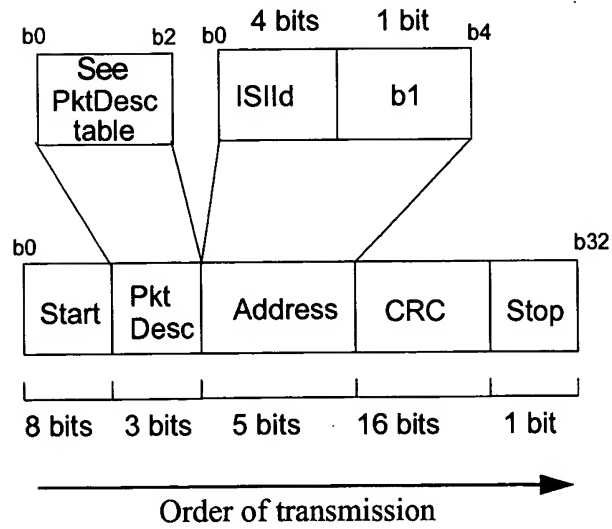 4 bits 1 bit
b0 b2 b0 b4
See
PktDesc
table
ISIId b1
b0 b32
Start Pkt
Desc Address CRC Stop
8 bits 3 bits 5 bits 16 bits 1 bit
Order of transmission